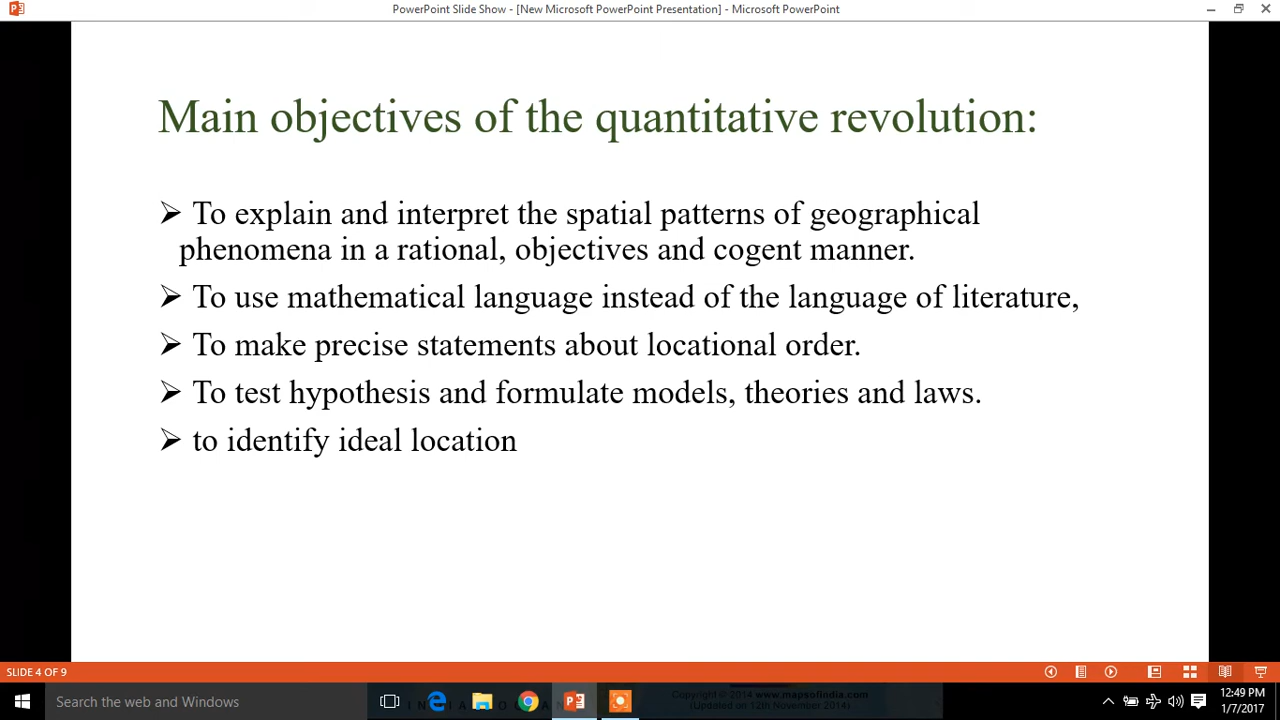 PowerPoint Slide Show - [New Microsoft PowerPoint Presentation] - Microsoft PowerPoint
Main objectives of the quantitative revolution:
➢ To explain and interpret the spatial patterns of geographical
phenomena in a rational, objectives and cogent manner.
➢ To use mathematical language instead of the language of literature,
➢ To make precise statements about locational order.
➢ To test hypothesis and formulate models, theories and laws.
➢ to identify ideal location
SLIDE 4 OF 9
Search the web and Windows
Copyright © 2014 www.mapsofindia.com
(Updated on 12th November 2014)
12:49 PM
1/7/2017